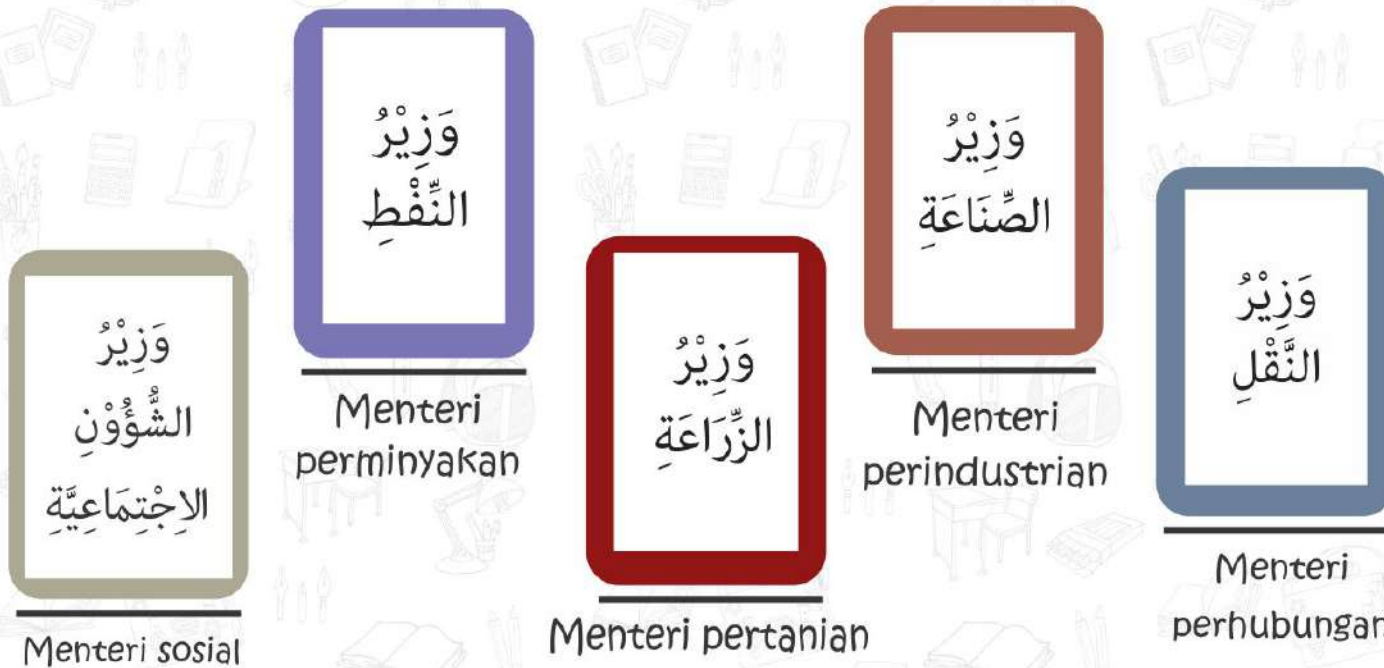 وَزِيْرُ
الشُّؤُوْنِ
الاِجْتِمَاعِيَّةِ
Menteri sosial
وَزِيْرُ
النِّفْطِ
Menteri
perminyakan
وَزِيْرُ
الزِّرَاعَةِ
Menteri pertanian
وَزِيْرُ
الصِّنَاعَةِ
Menteri
perindustrian
وَزِيْرُ
النَّقْلِ
Menteri
perhubungan